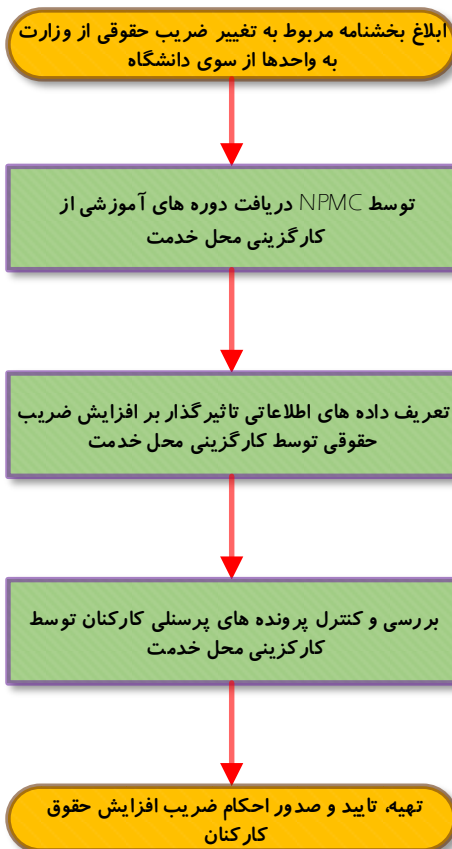 ابلاغ بخشنامه مربوط به تغییر ضریب حقوقی از وزارت
به واحدها از سوی دانشگاه
توسط NPMC دریافت دوره های آموزشی از
کارگزینی محل خدمت
تعریف داده های اطلاعاتی تاثیرگذار بر افزایش ضریب
حقوقی توسط کارگزینی محل خدمت
بررسی و کنترل پرونده های پرسنلی کارکنان توسط
کارکزینی محل خدمت
تهیه، تایید و صدور احکام ضریب افزایش حقوق
کارکنان